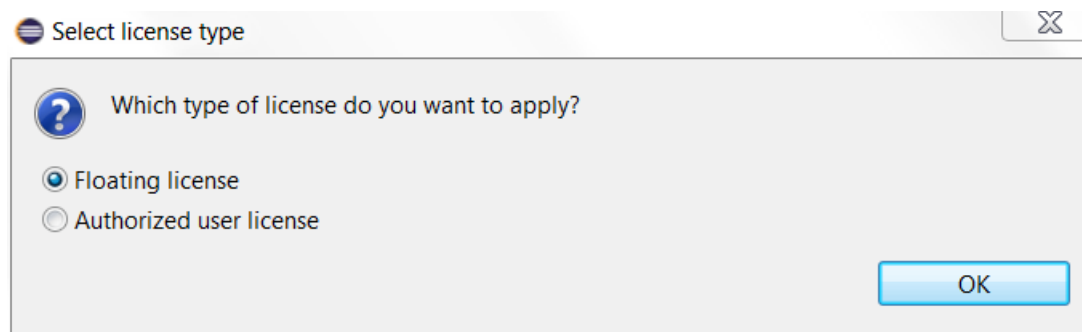 Select license type
Which type of license do you want to apply?
Floating license
Authorized user license
OK